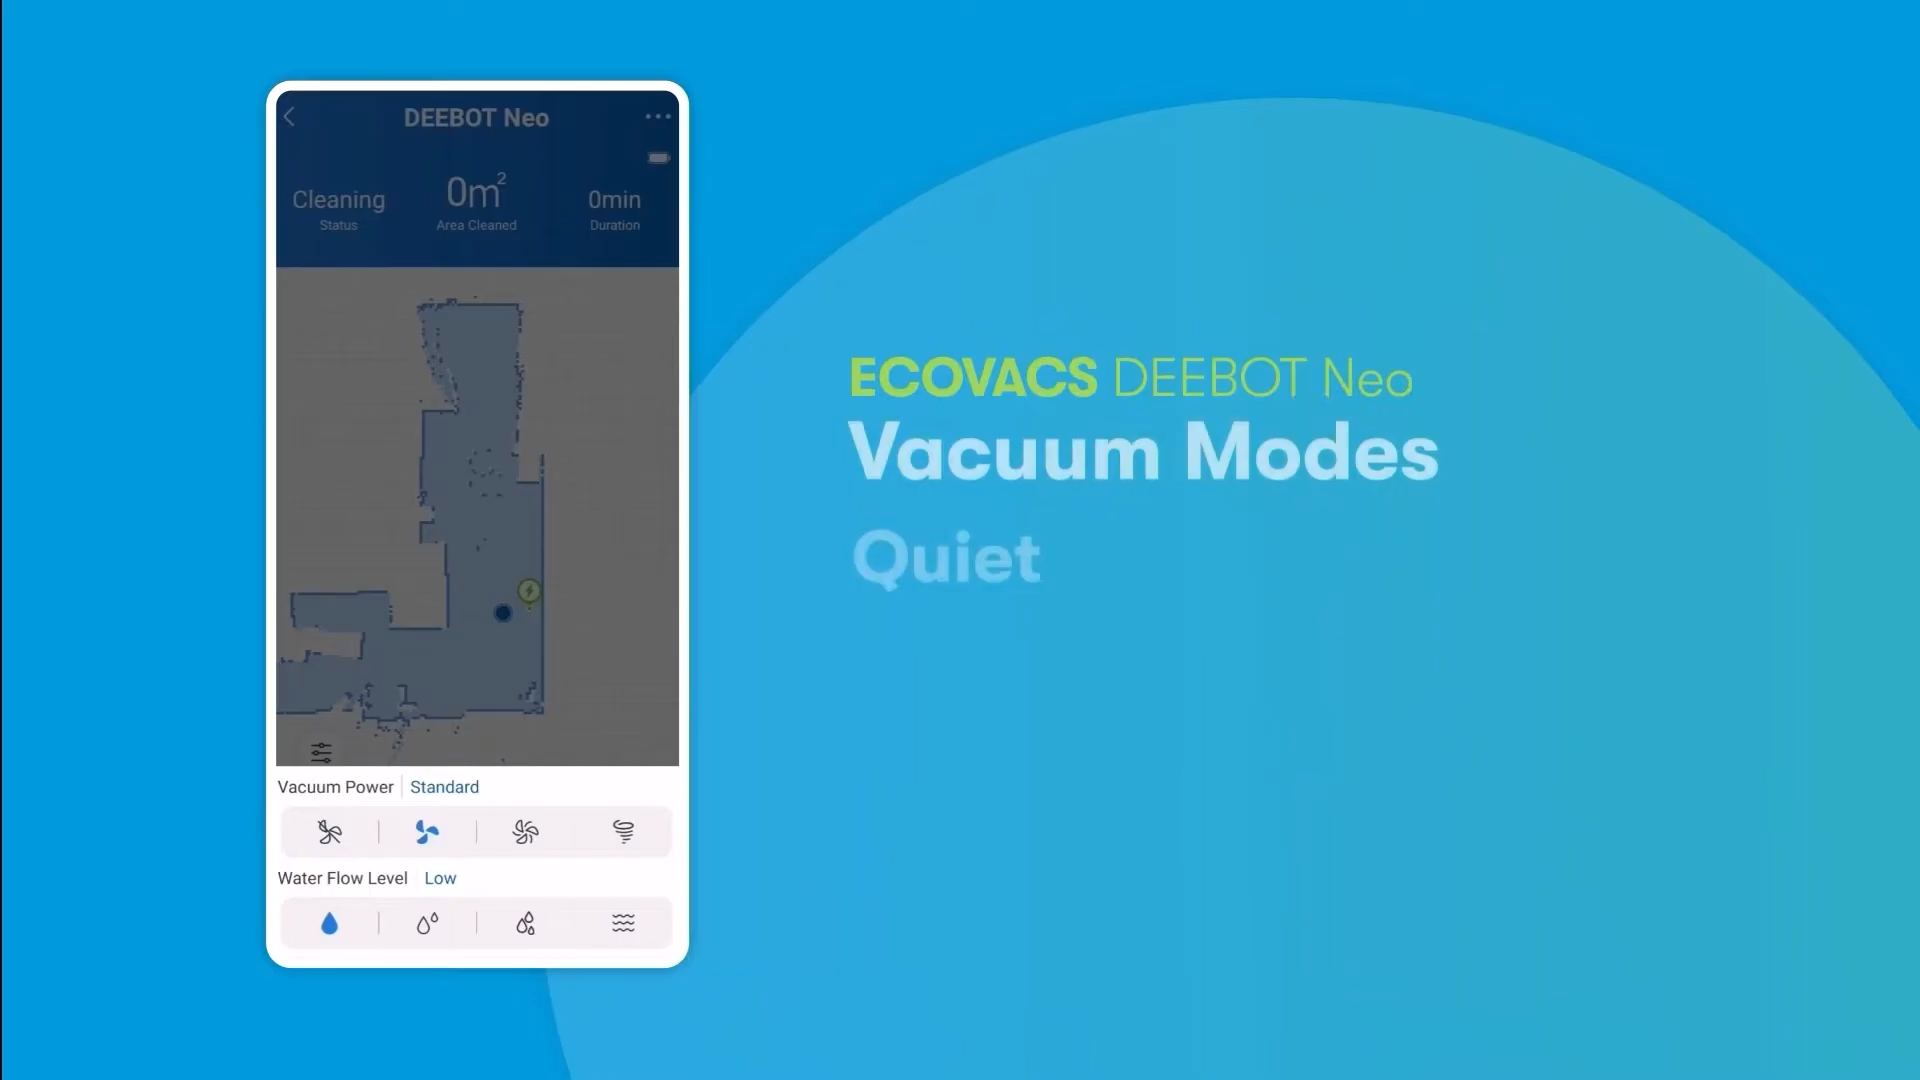 DEEBOT Neo
Cleaning
Status
0m²
Area Cleaned
0min
Duration
Vacuum Power Standard
Water Flow Level Low
ECOVACS DEEBOT Neo
Vacuum Modes
Quiet